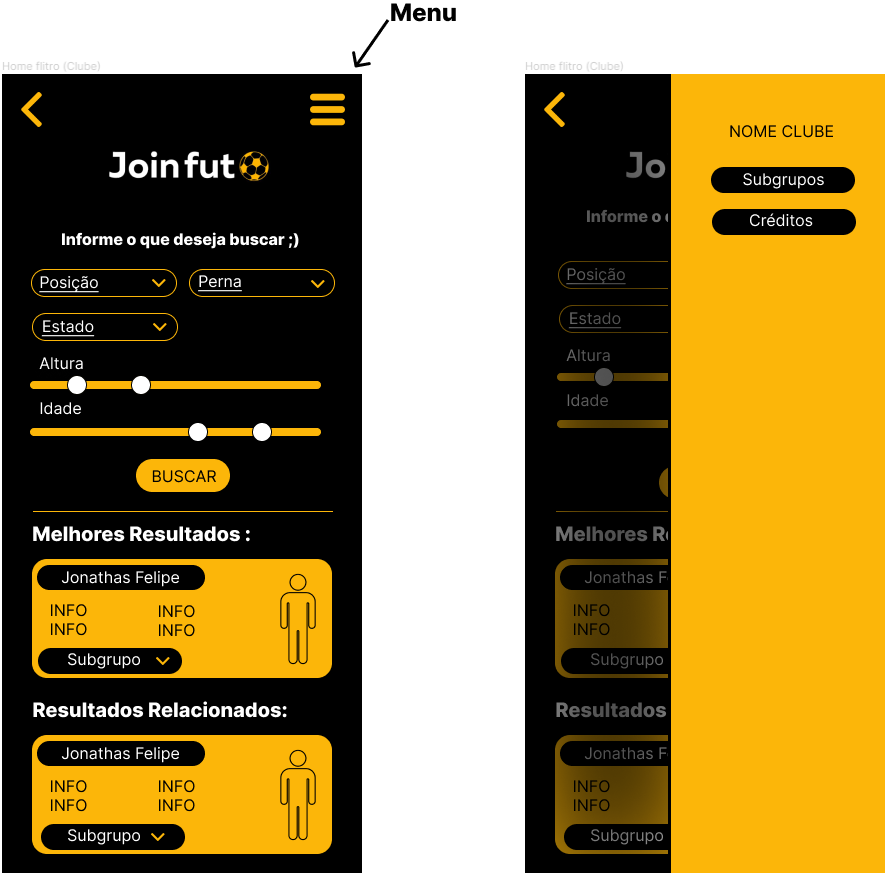 Menu
Home flitro (Clube)
Join fut
Informe o que deseja buscar ;)
Posição
Perna
Estado
Altura
Idade
BUSCAR
Melhores Resultados :
Jonathas Felipe
INFO INFO
INFO INFO
Subgrupo
Resultados Relacionados:
Jonathas Felipe
INFO INFO
INFO INFO
Subgrupo
Home flitro (Clube)
Jo
Informe o
Posição
Estado
Altura
Idade
Melhores Re
Jonathas F
INFO
INFO
Subgrupo
Resultados
Jonathas F
INFO
INFO
Subgrupo
NOME CLUBE
Subgrupos
Créditos